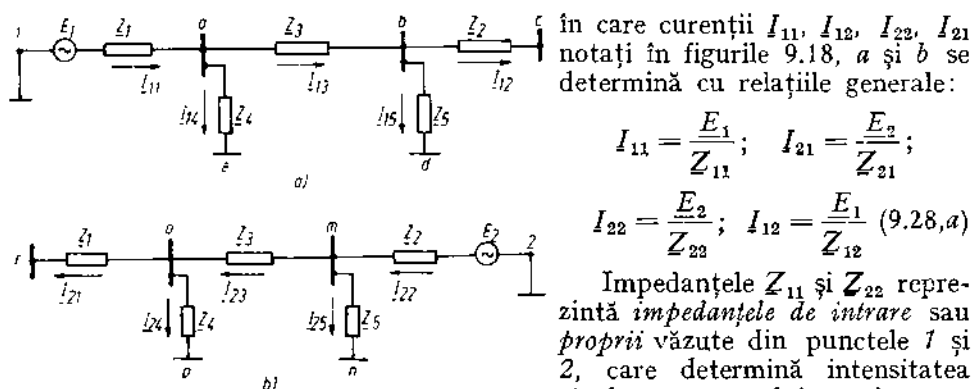 1
E₁
Z₁
a
Z₃
b
Z₂
c
I₁₁
I₁₃
I₁₂
I₁₄
Z₄
I₁₅
Z₅
e
d
a)
r
Z₁
o
Z₃
m
Z₂
E₂
2
I₂₁
I₂₃
I₂₂
I₂₄
Z₄
I₂₅
Z₅
p
n
b)
în care curenții I₁₁, I₁₂, I₂₂, I₂₁
notați în figurile 9.18, a și b se
determină cu relațiile generale:
I₁₁ = E₁/Z₁₁; I₂₁ = E₂/Z₂₁;
I₂₂ = E₂/Z₂₂; I₁₂ = E₁/Z₁₂ (9.28,a)
Impedanțele Z₁₁ și Z₂₂ repre-
zintă impedanțele de intrare sau
proprii văzute din punctele 1 și
2, care determină intensitatea